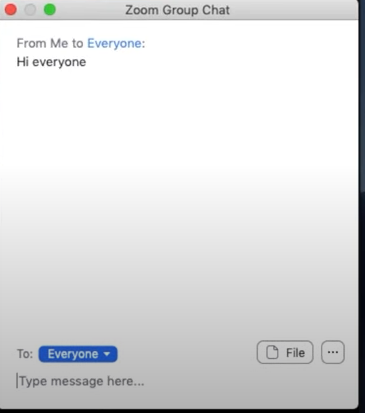 Zoom Group Chat
From Me to Everyone:
Hi everyone
To: Everyone File ...
Type message here...